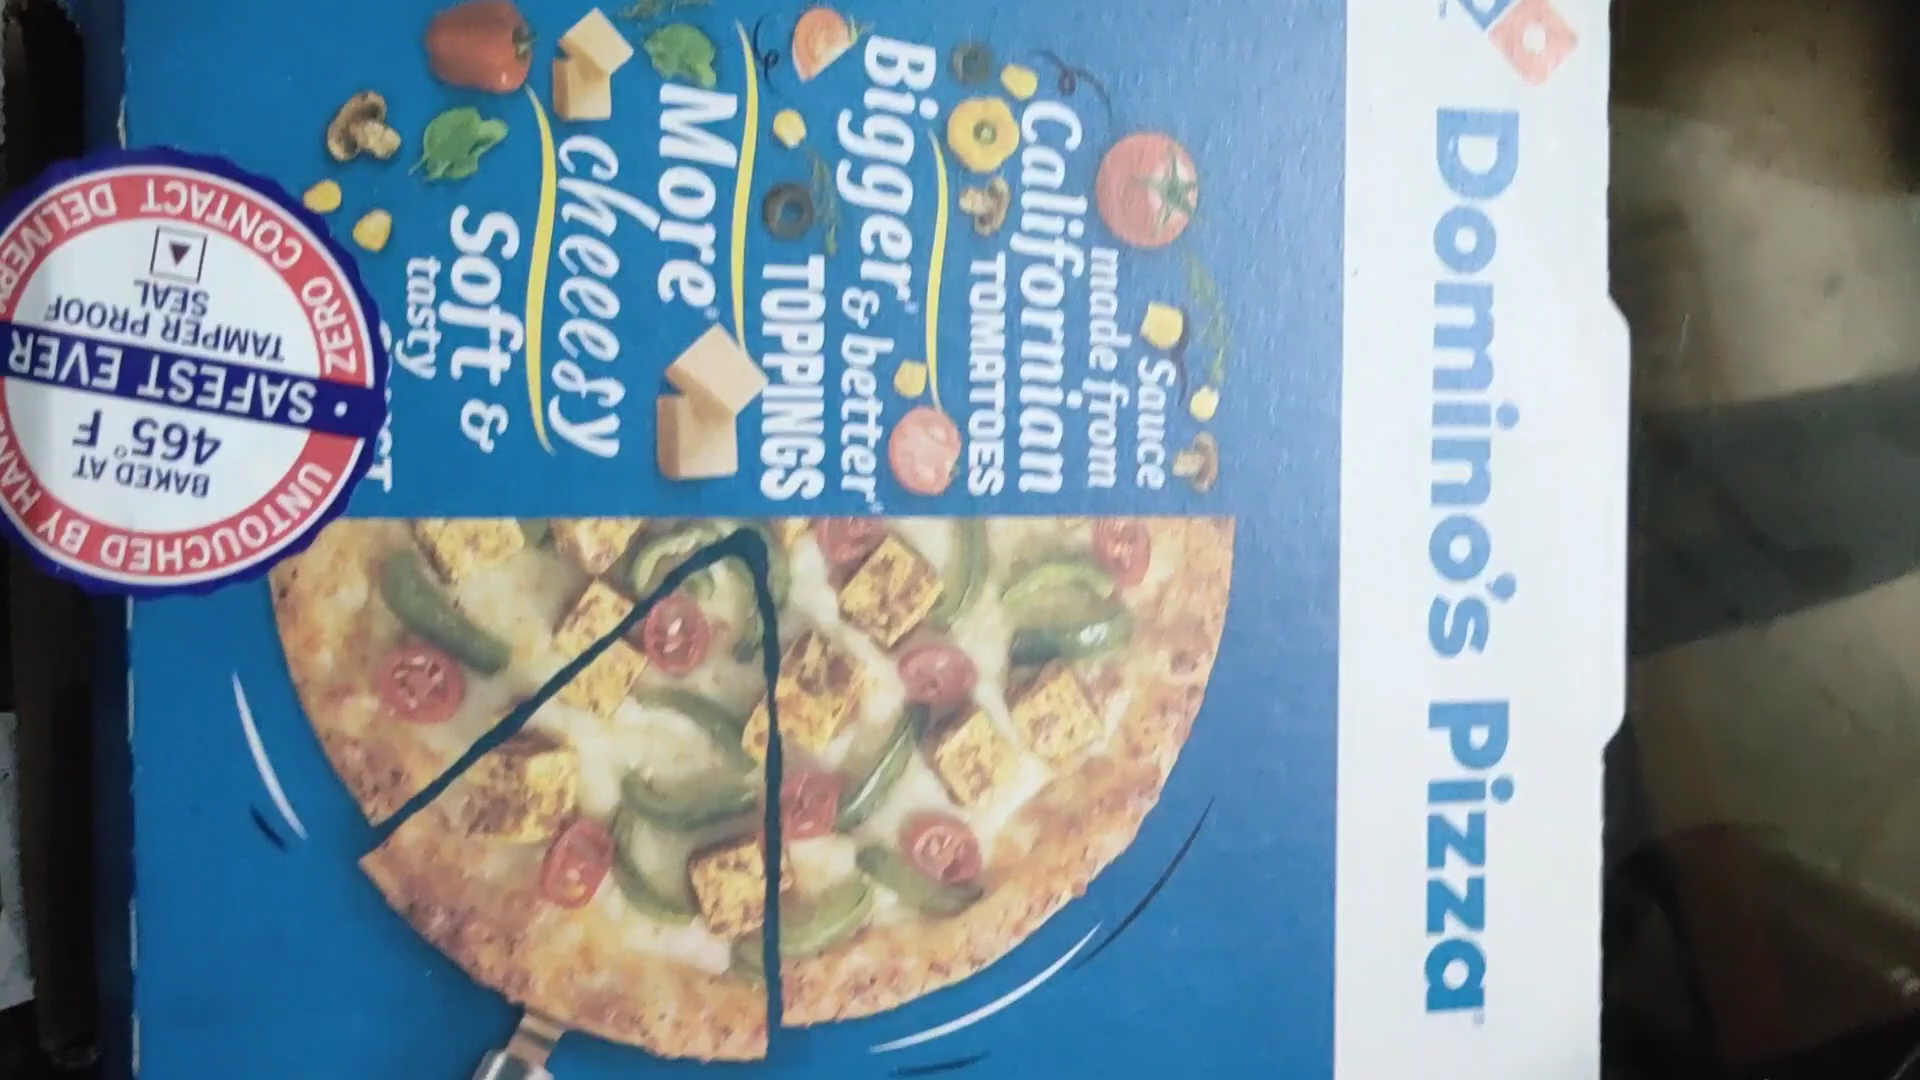 Domino's Pizza
Sauce
made from
Californian
TOMATOES
Bigger & better
TOPPINGS
More
cheesy
Soft &
tasty
UNTOUCHED BY
BAKED AT
465° F
• SAFEST EVER
TAMPER PROOF
SEAL
ZERO CONTACT DELIVERY